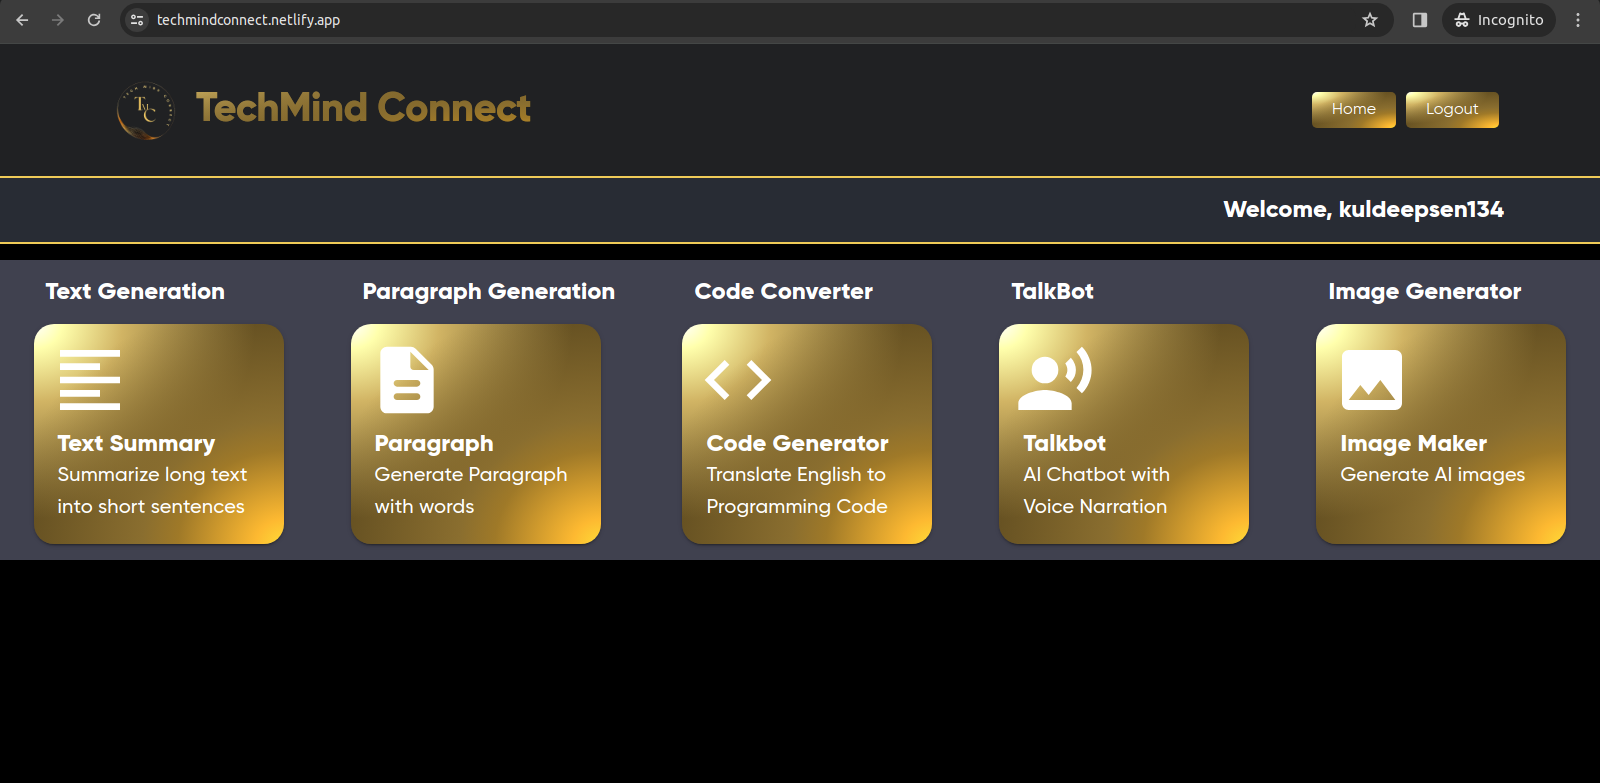 techmindconnect.netlify.app
Incognito
TMC
TechMind Connect
Home
Logout
Welcome, kuldeepsen134
Text Generation
Paragraph Generation
Code Converter
TalkBot
Image Generator
Text Summary
Summarize long text
into short sentences
Paragraph
Generate Paragraph
with words
Code Generator
Translate English to
Programming Code
Talkbot
AI Chatbot with
Voice Narration
Image Maker
Generate AI images